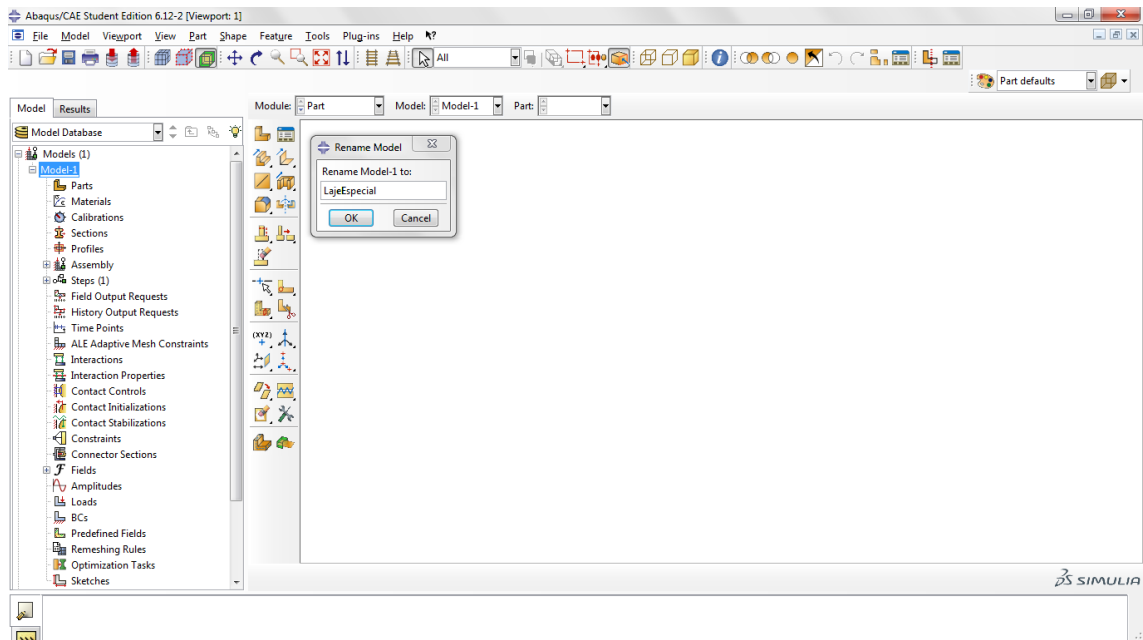 Abaqus/CAE Student Edition 6.12-2 [Viewport: 1]
File Model Viewport View Part Shape Feature Tools Plug-ins Help
All
Part defaults
Model Results
Module: Part Model: Model-1 Part:
Model Database
Models (1)
Model-1
Parts
Materials
Calibrations
Sections
Profiles
Assembly
Steps (1)
Field Output Requests
History Output Requests
Time Points
ALE Adaptive Mesh Constraints
Interactions
Interaction Properties
Contact Controls
Contact Initializations
Contact Stabilizations
Constraints
Connector Sections
Fields
Amplitudes
Loads
BCs
Predefined Fields
Remeshing Rules
Optimization Tasks
Sketches
Rename Model
Rename Model-1 to:
LajeEspecial
OK Cancel
(XYZ)
SIMULIA